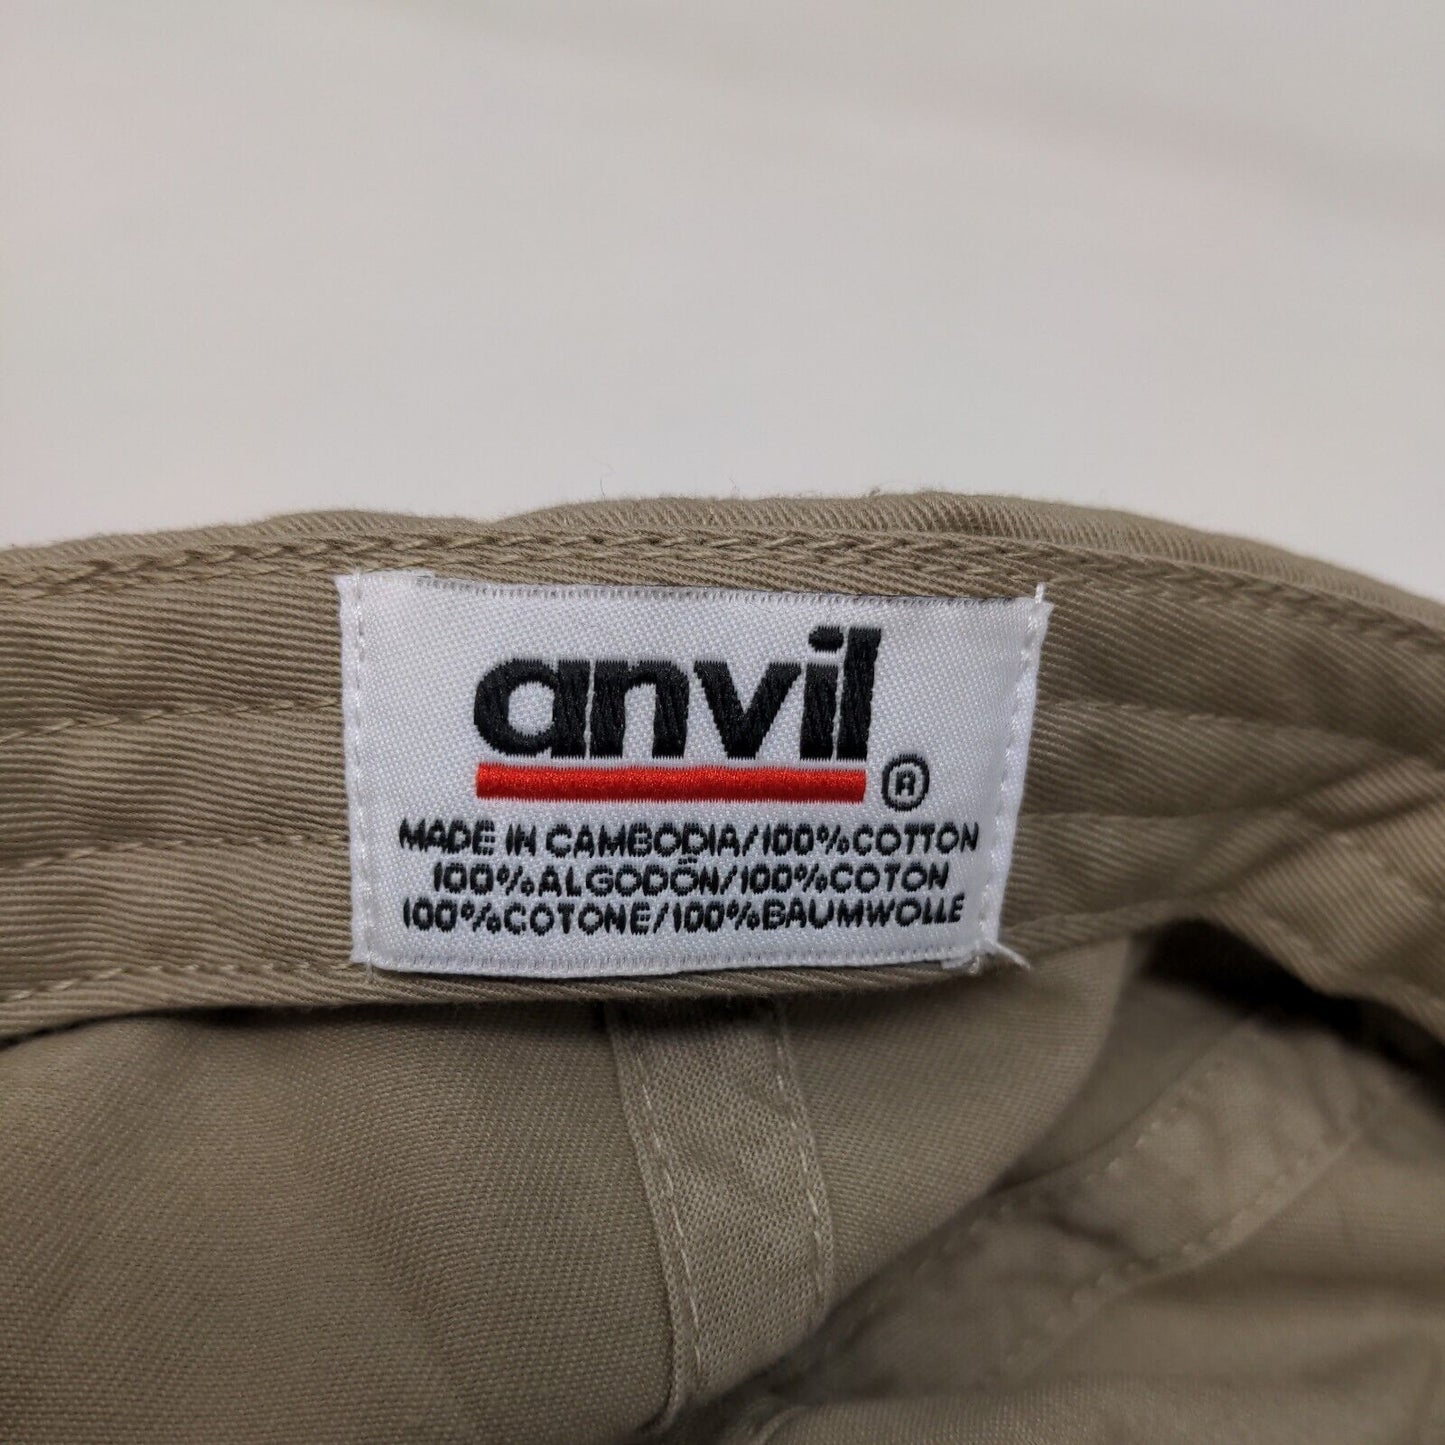 anvil®
MADE IN CAMBODIA/100%COTTON
100%ALGODÓN/100%COTON
100%COTONE/100%BAUMWOLLE